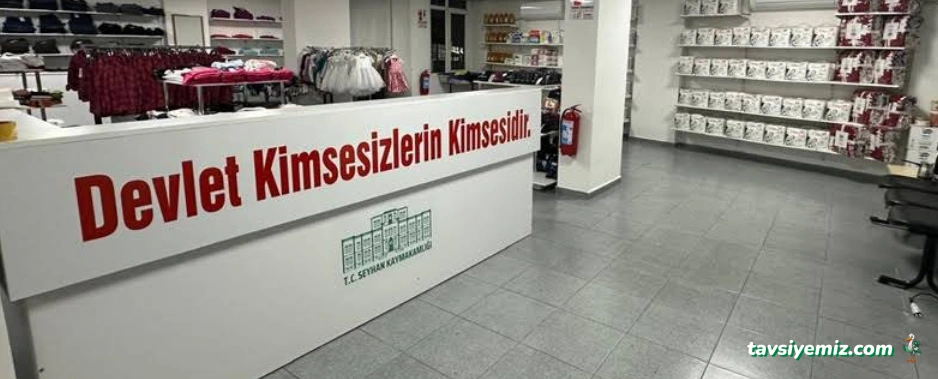 Devlet Kimsesizlerin Kimsesidir.
T.C. SEYHAN KAYMAKAMLIĞI
tavsiyemiz.com